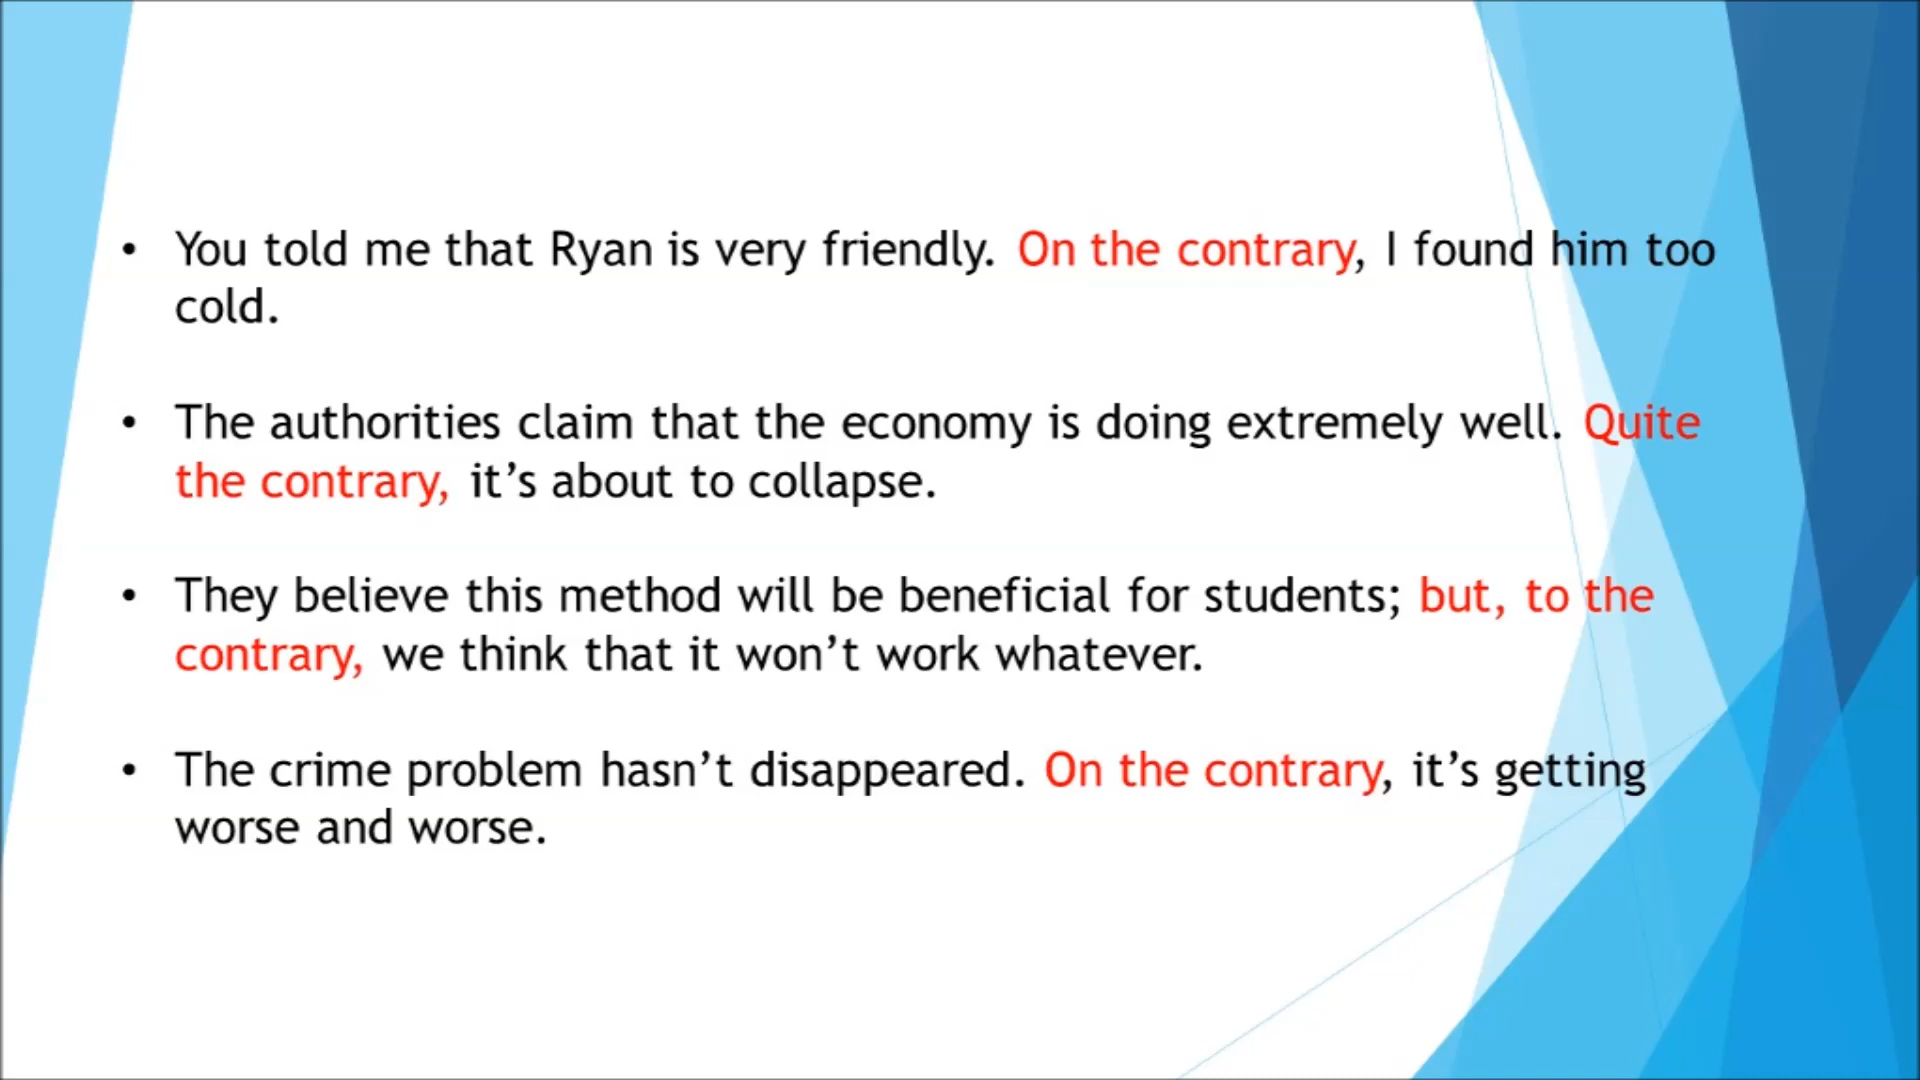 • You told me that Ryan is very friendly. On the contrary, I found him too
cold.
• The authorities claim that the economy is doing extremely well. Quite
the contrary, it’s about to collapse.
• They believe this method will be beneficial for students; but, to the
contrary, we think that it won’t work whatever.
• The crime problem hasn’t disappeared. On the contrary, it’s getting
worse and worse.